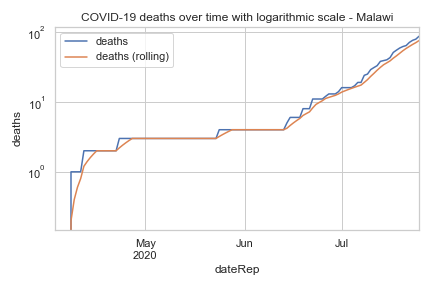 COVID-19 deaths over time with logarithmic scale - Malawi
deaths
deaths (rolling)
10²
10¹
10⁰
deaths
May
2020
Jun
Jul
dateRep